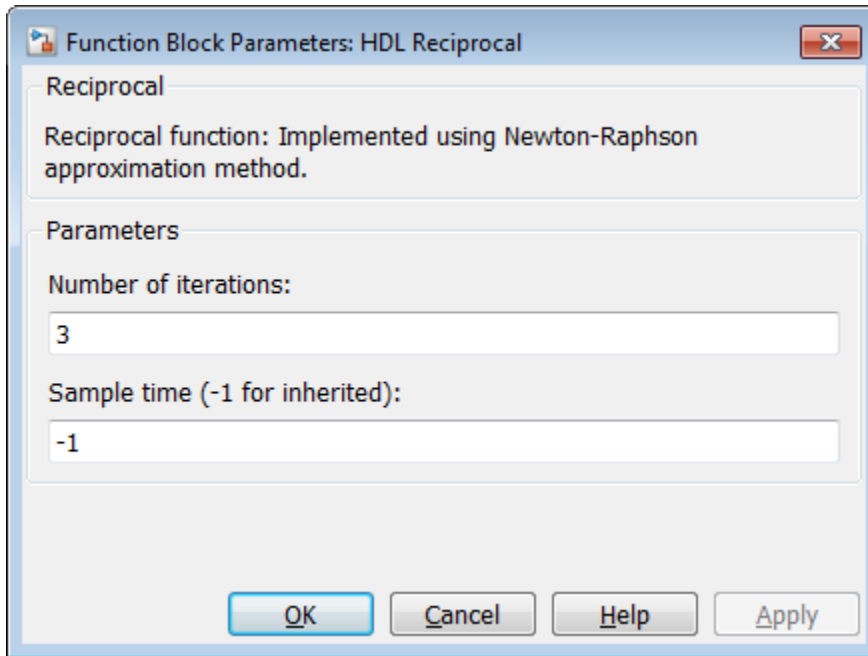 Function Block Parameters: HDL Reciprocal
Reciprocal
Reciprocal function: Implemented using Newton-Raphson
approximation method.
Parameters
Number of iterations:
3
Sample time (-1 for inherited):
-1
OK Cancel Help Apply